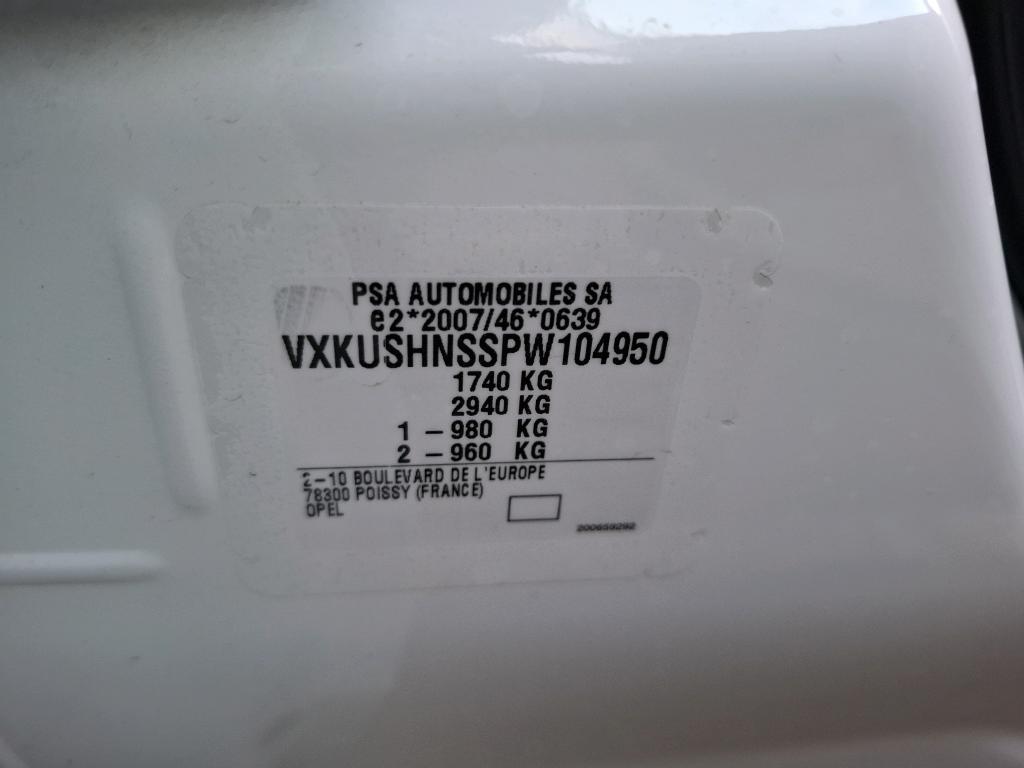 PSA AUTOMOBILES SA
e2*2007/46*0639
VXKUSHNSSPW104950
1740 KG
2940 KG
1 – 980 KG
2 – 960 KG
2-10 BOULEVARD DE L'EUROPE
78300 POISSY (FRANCE)
OPEL
200659292